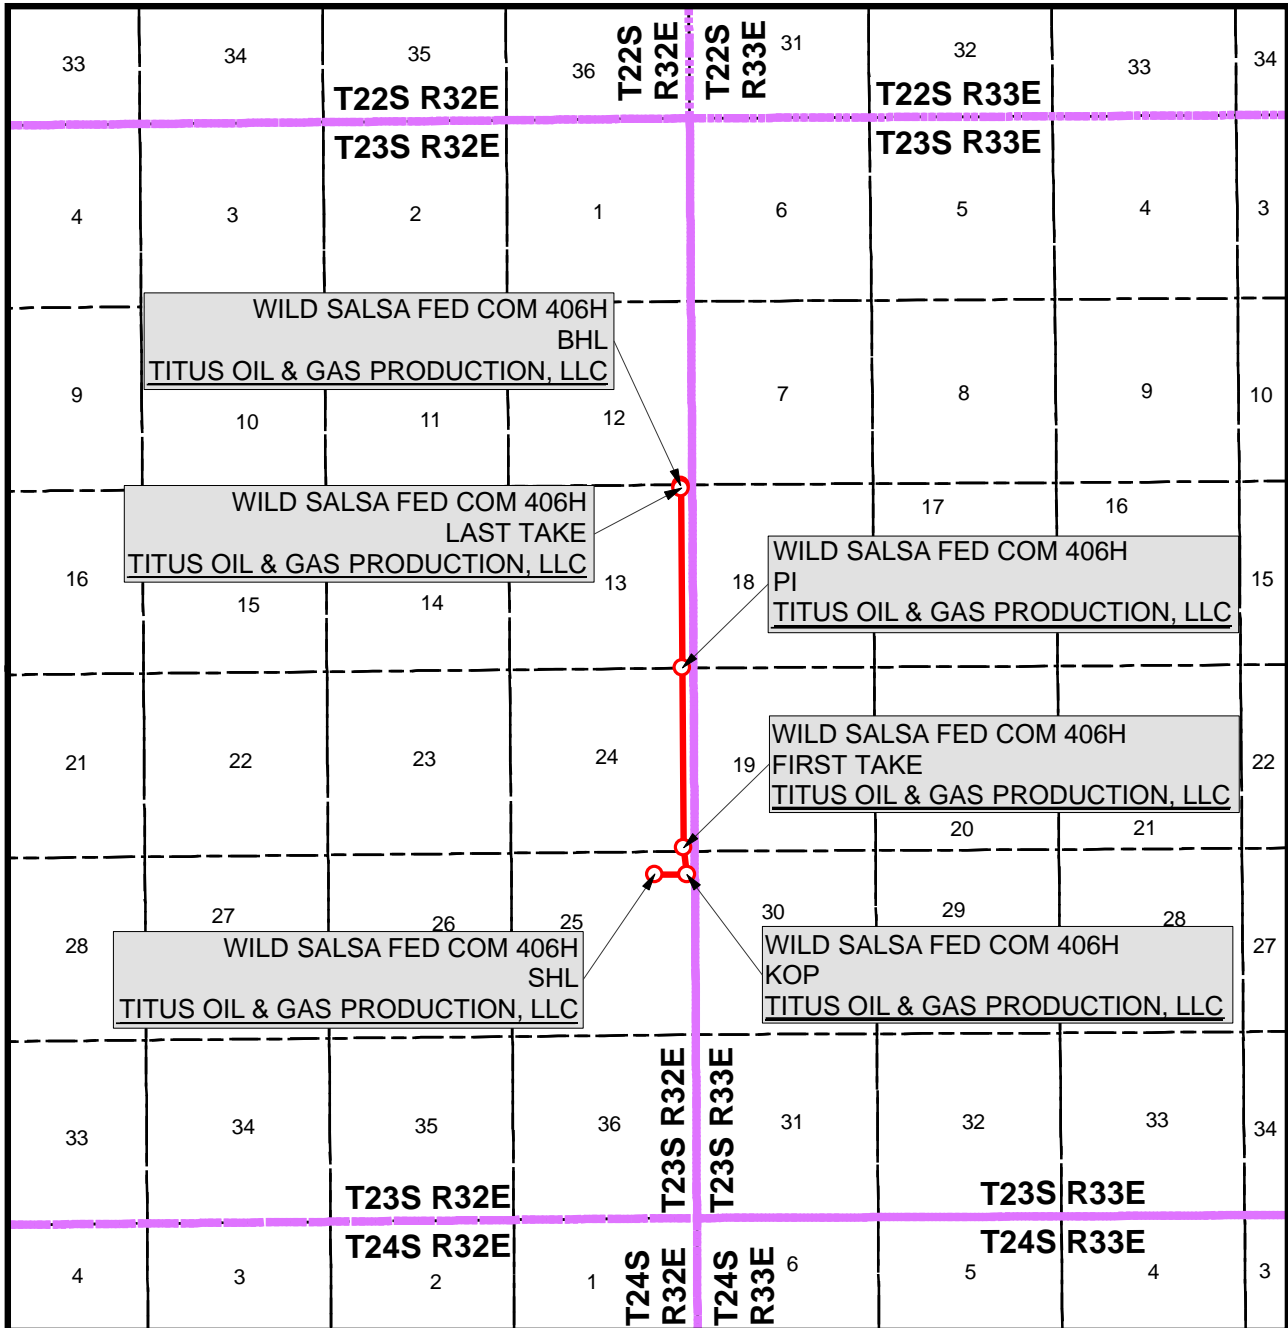 33
34
35
36
T22S
R32E
T22S
R33E
31
32
33
34
T22S R32E
T22S R33E
T23S R32E
T23S R33E
4
3
2
1
6
5
4
3
WILD SALSA FED COM 406H
BHL
TITUS OIL & GAS PRODUCTION, LLC
9
10
11
12
7
8
9
10
WILD SALSA FED COM 406H
LAST TAKE
TITUS OIL & GAS PRODUCTION, LLC
17
16
WILD SALSA FED COM 406H
PI
TITUS OIL & GAS PRODUCTION, LLC
16
15
14
13
18
15
21
22
23
24
19
22
WILD SALSA FED COM 406H
FIRST TAKE
TITUS OIL & GAS PRODUCTION, LLC
20
21
28
27
26
25
30
29
28
27
WILD SALSA FED COM 406H
SHL
TITUS OIL & GAS PRODUCTION, LLC
WILD SALSA FED COM 406H
KOP
TITUS OIL & GAS PRODUCTION, LLC
33
34
35
36
T23S R32E
T23S R33E
31
32
33
34
T23S R32E
T23S R33E
T24S R32E
T24S R33E
4
3
2
1
T24S
R32E
T24S
R33E
6
5
4
3